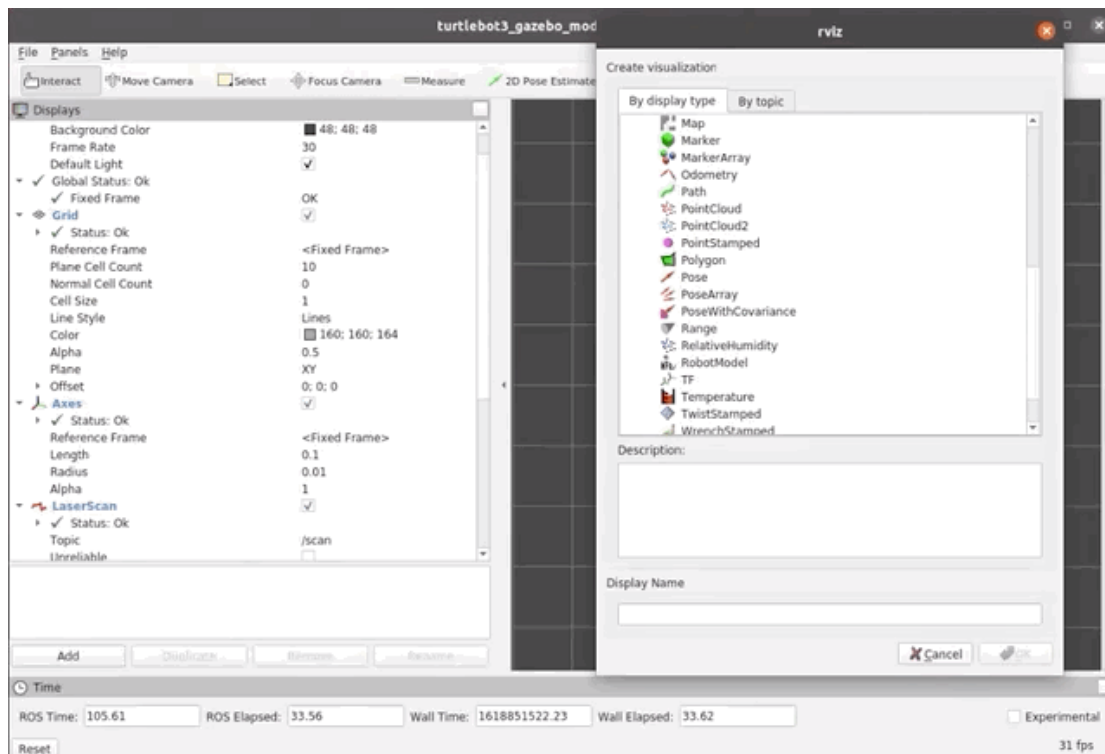 turtlebot3_gazebo_mod
rviz
File Panels Help
Interact Move Camera Select Focus Camera Measure 2D Pose Estimate
Displays
Background Color 48; 48; 48
Frame Rate 30
Default Light
Global Status: Ok
Fixed Frame OK
Grid
Status: Ok
Reference Frame <Fixed Frame>
Plane Cell Count 10
Normal Cell Count 0
Cell Size 1
Line Style Lines
Color 160; 160; 164
Alpha 0.5
Plane XY
Offset 0; 0; 0
Axes
Status: Ok
Reference Frame <Fixed Frame>
Length 0.1
Radius 0.01
Alpha 1
LaserScan
Status: Ok
Topic /scan
Unreliable
Add Duplicate Remove Rename
Create visualization
By display type By topic
Map
Marker
MarkerArray
Odometry
Path
PointCloud
PointCloud2
PointStamped
Polygon
Pose
PoseArray
PoseWithCovariance
Range
RelativeHumidity
RobotModel
TF
Temperature
TwistStamped
WrenchStamped
Description:
Display Name
Cancel OK
Time
ROS Time: 105.61 ROS Elapsed: 33.56 Wall Time: 1618851522.23 Wall Elapsed: 33.62 Experimental
Reset 31 fps